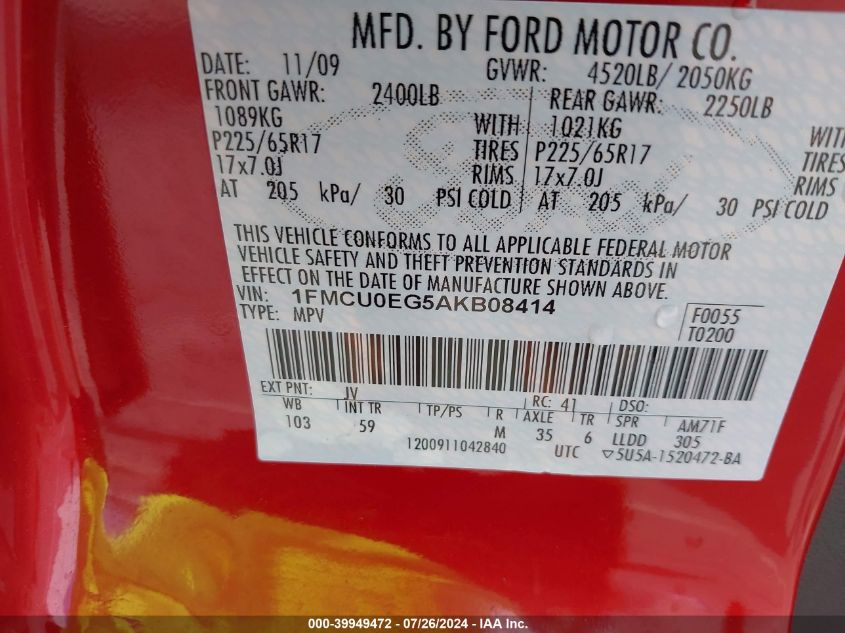 MFD. BY FORD MOTOR CO.
DATE: 11/09 GVWR: 4520LB/ 2050KG
FRONT GAWR: 2400LB REAR GAWR: 2250LB
1089KG WITH 1021KG WITH
P225/65R17 TIRES P225/65R17 TIRES
17x7.0J RIMS 17x7.0J RIMS
AT 205 kPa/ 30 PSI COLD AT 205 kPa/ 30 PSI COLD
THIS VEHICLE CONFORMS TO ALL APPLICABLE FEDERAL MOTOR
VEHICLE SAFETY AND THEFT PREVENTION STANDARDS IN
EFFECT ON THE DATE OF MANUFACTURE SHOWN ABOVE.
VIN: 1FMCU0EG5AKB08414 F0055
TYPE: MPV T0200
EXT PNT: JV RC: 41 DSO:
WB INT TR TP/PS R AXLE TR SPR AM71F
103 59 M 35 6 LLDD 305
1200911042840 UTC ▽5U5A-1520472-BA
000-39949472 - 07/26/2024 - IAA Inc.